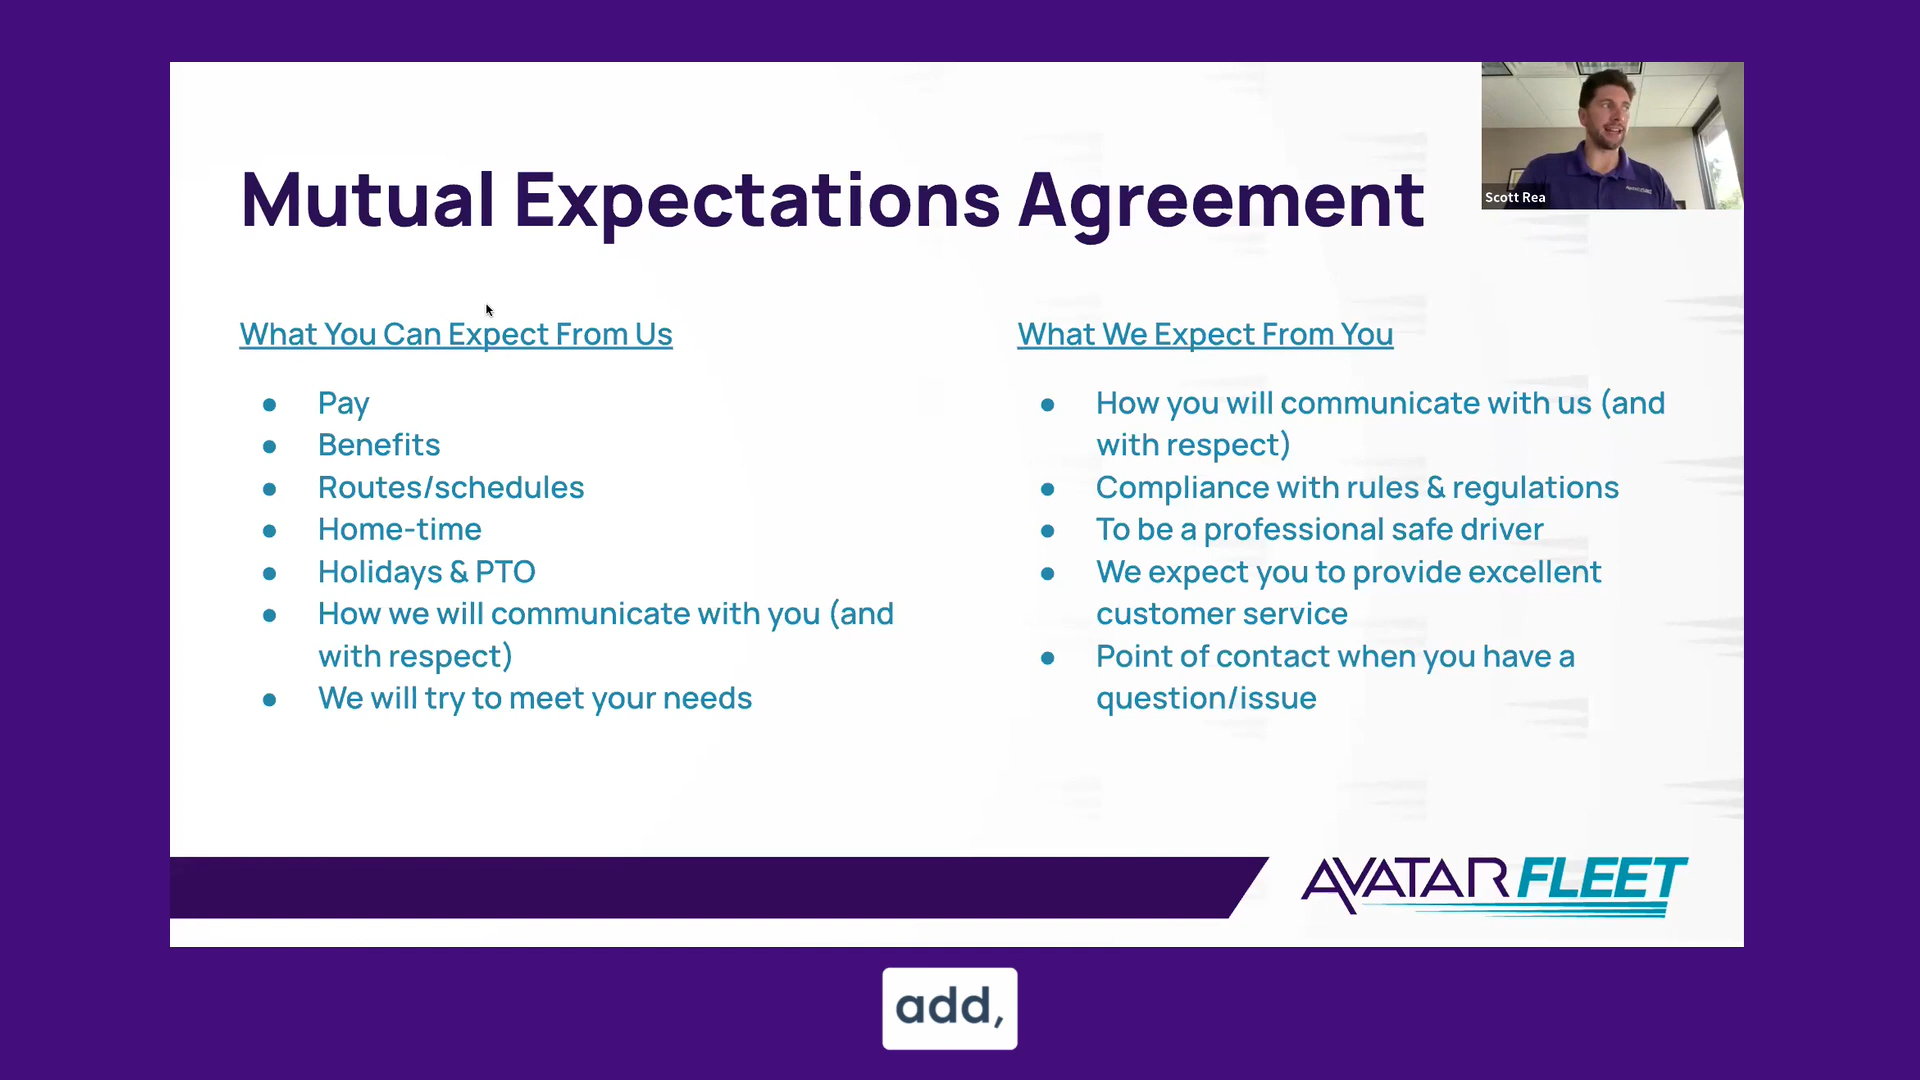 Mutual Expectations Agreement
Scott Rea
What You Can Expect From Us
Pay
Benefits
Routes/schedules
Home-time
Holidays & PTO
How we will communicate with you (and
with respect)
We will try to meet your needs
What We Expect From You
How you will communicate with us (and
with respect)
Compliance with rules & regulations
To be a professional safe driver
We expect you to provide excellent
customer service
Point of contact when you have a
question/issue
AVATAR FLEET
add,